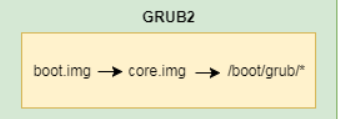 GRUB2
boot.img → core.img → /boot/grub/*